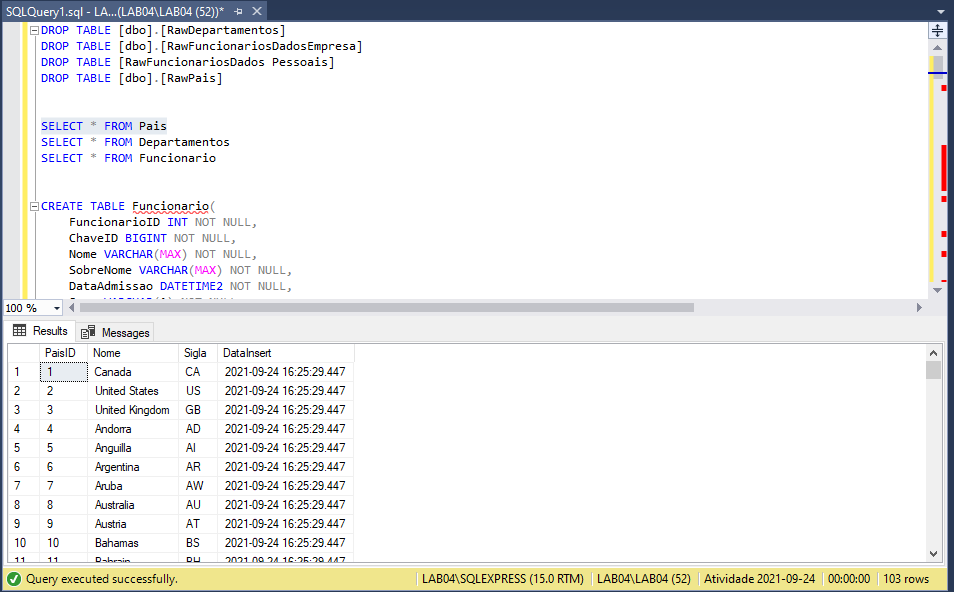 SQLQuery1.sql - LA...(LAB04\LAB04 (52))*
DROP TABLE [dbo].[RawDepartamentos]
DROP TABLE [dbo].[RawFuncionariosDadosEmpresa]
DROP TABLE [RawFuncionariosDados Pessoais]
DROP TABLE [dbo].[RawPais]
SELECT * FROM Pais
SELECT * FROM Departamentos
SELECT * FROM Funcionario
CREATE TABLE Funcionario(
FuncionarioID INT NOT NULL,
ChaveID BIGINT NOT NULL,
Nome VARCHAR(MAX) NOT NULL,
SobreNome VARCHAR(MAX) NOT NULL,
DataAdmissao DATETIME2 NOT NULL,
100 %
Results Messages
PaisID Nome Sigla DataInsert
1 1 Canada CA 2021-09-24 16:25:29.447
2 2 United States US 2021-09-24 16:25:29.447
3 3 United Kingdom GB 2021-09-24 16:25:29.447
4 4 Andorra AD 2021-09-24 16:25:29.447
5 5 Anguilla AI 2021-09-24 16:25:29.447
6 6 Argentina AR 2021-09-24 16:25:29.447
7 7 Aruba AW 2021-09-24 16:25:29.447
8 8 Australia AU 2021-09-24 16:25:29.447
9 9 Austria AT 2021-09-24 16:25:29.447
10 10 Bahamas BS 2021-09-24 16:25:29.447
11 11 Bahrain BH 2021-09-24 16:25:29.447
Query executed successfully. LAB04\SQLEXPRESS (15.0 RTM) LAB04\LAB04 (52) Atividade 2021-09-24 00:00:00 103 rows